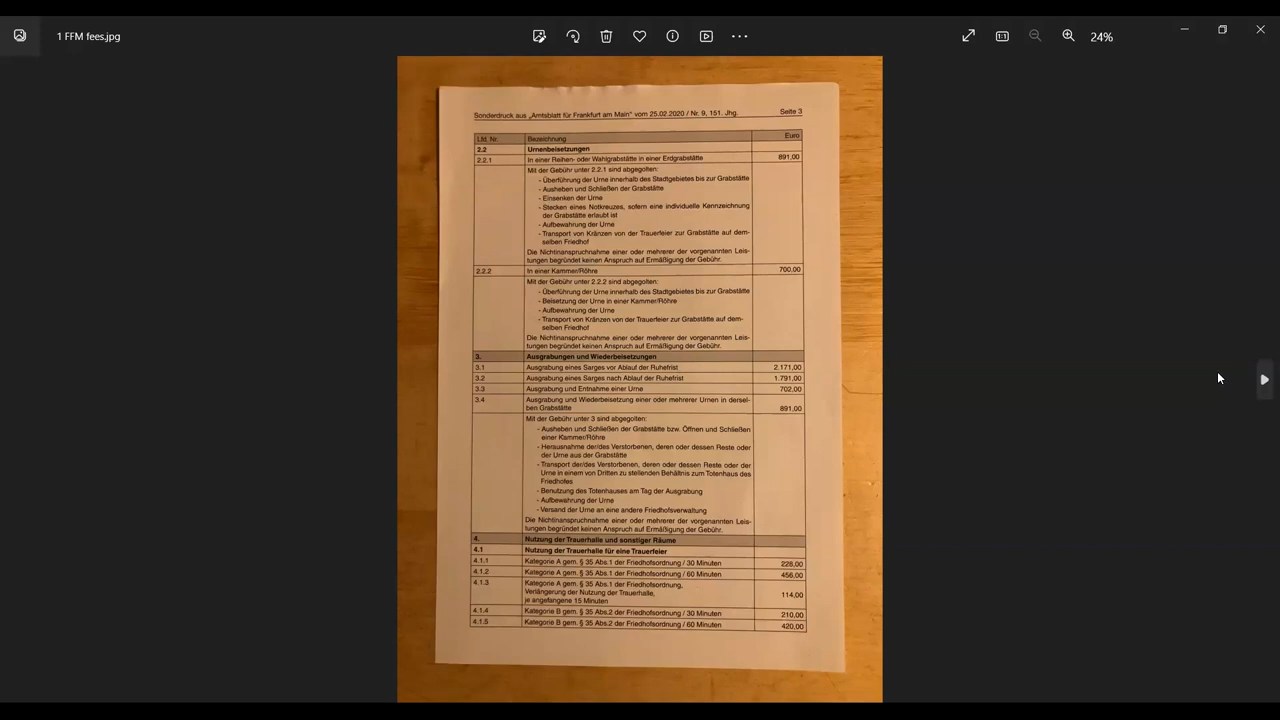 1 FFM fees.jpg
24%
Sonderdruck aus „Amtsblatt für Frankfurt am Main" vom 25.02.2020 / Nr. 9, 151. Jhg. Seite 3
Lfd. Nr. Bezeichnung Euro
2.2 Urnenbeisetzungen
2.2.1 In einer Reihen- oder Wahlgrabstätte in einer Erdgrabstätte 891,00
Mit der Gebühr unter 2.2.1 sind abgegolten:
- Überführung der Urne innerhalb des Stadtgebietes bis zur Grabstätte
- Ausheben und Schließen der Grabstätte
- Einsenken der Urne
- Stecken eines Notkreuzes, sofern eine individuelle Kennzeichnung
der Grabstätte erlaubt ist
- Aufbewahrung der Urne
- Transport von Kränzen von der Trauerfeier zur Grabstätte auf dem-
selben Friedhof
Die Nichtinanspruchnahme einer oder mehrerer der vorgenannten Leis-
tungen begründet keinen Anspruch auf Ermäßigung der Gebühr.
2.2.2 In einer Kammer/Röhre 700,00
Mit der Gebühr unter 2.2.2 sind abgegolten:
- Überführung der Urne innerhalb des Stadtgebietes bis zur Grabstätte
- Beisetzung der Urne in einer Kammer/Röhre
- Aufbewahrung der Urne
- Transport von Kränzen von der Trauerfeier zur Grabstätte auf dem-
selben Friedhof
Die Nichtinanspruchnahme einer oder mehrerer der vorgenannten Leis-
tungen begründet keinen Anspruch auf Ermäßigung der Gebühr.
3. Ausgrabungen und Wiederbeisetzungen
3.1 Ausgrabung eines Sarges vor Ablauf der Ruhefrist 2.171,00
3.2 Ausgrabung eines Sarges nach Ablauf der Ruhefrist 1.791,00
3.3 Ausgrabung und Entnahme einer Urne 702,00
3.4 Ausgrabung und Wiederbeisetzung einer oder mehrerer Urnen in dersel-
ben Grabstätte 891,00
Mit der Gebühr unter 3 sind abgegolten:
- Ausheben und Schließen der Grabstätte bzw. Öffnen und Schließen
einer Kammer/Röhre
- Herausnahme der/des Verstorbenen, deren oder dessen Reste oder
der Urne aus der Grabstätte
- Transport der/des Verstorbenen, deren oder dessen Reste oder der
Urne in einem von Dritten zu stellenden Behältnis zum Totenhaus des
Friedhofes
- Benutzung des Totenhauses am Tag der Ausgrabung
- Aufbewahrung der Urne
- Versand der Urne an eine andere Friedhofsverwaltung
Die Nichtinanspruchnahme einer oder mehrerer der vorgenannten Leis-
tungen begründet keinen Anspruch auf Ermäßigung der Gebühr.
4. Nutzung der Trauerhalle und sonstiger Räume
4.1 Nutzung der Trauerhalle für eine Trauerfeier
4.1.1 Kategorie A gem. § 35 Abs.1 der Friedhofsordnung / 30 Minuten 228,00
4.1.2 Kategorie A gem. § 35 Abs.1 der Friedhofsordnung / 60 Minuten 456,00
4.1.3 Kategorie A gem. § 35 Abs.1 der Friedhofsordnung,
Verlängerung der Nutzung der Trauerhalle,
je angefangene 15 Minuten 114,00
4.1.4 Kategorie B gem. § 35 Abs.2 der Friedhofsordnung / 30 Minuten 210,00
4.1.5 Kategorie B gem. § 35 Abs.2 der Friedhofsordnung / 60 Minuten 420,00